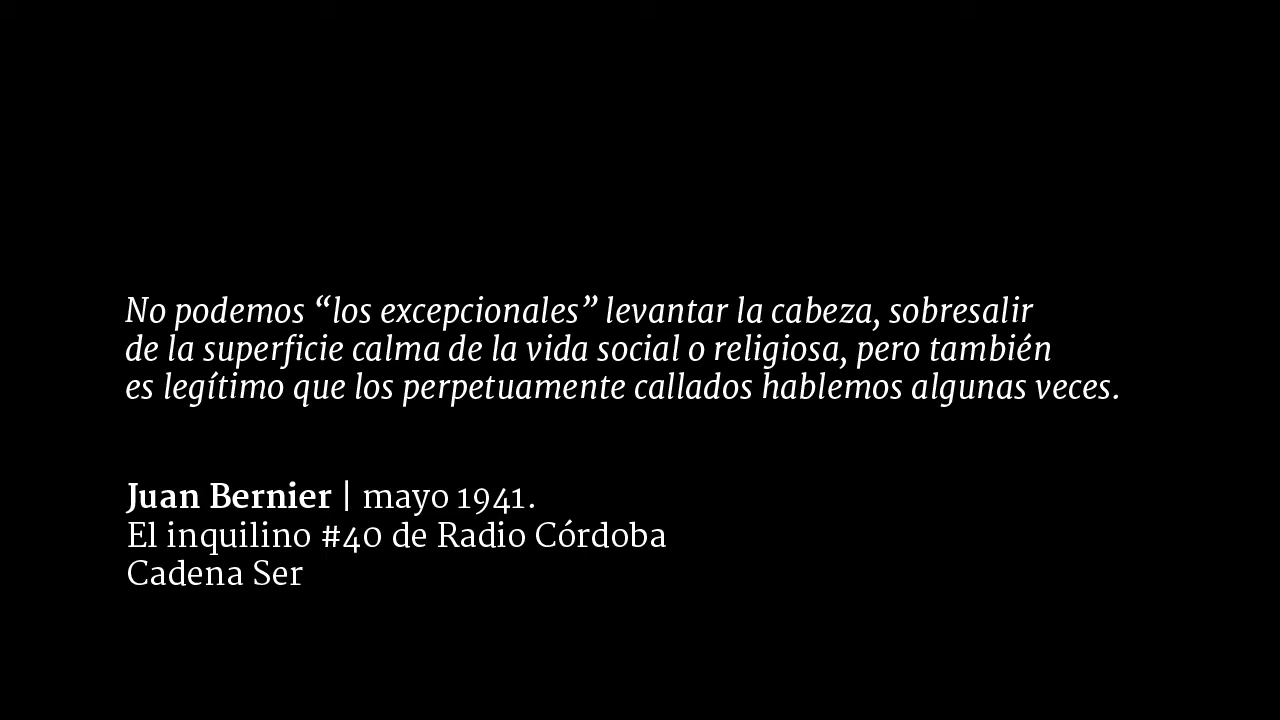 No podemos “los excepcionales” levantar la cabeza, sobresalir
de la superficie calma de la vida social o religiosa, pero también
es legítimo que los perpetuamente callados hablemos algunas veces.
Juan Bernier | mayo 1941.
El inquilino #40 de Radio Córdoba
Cadena Ser